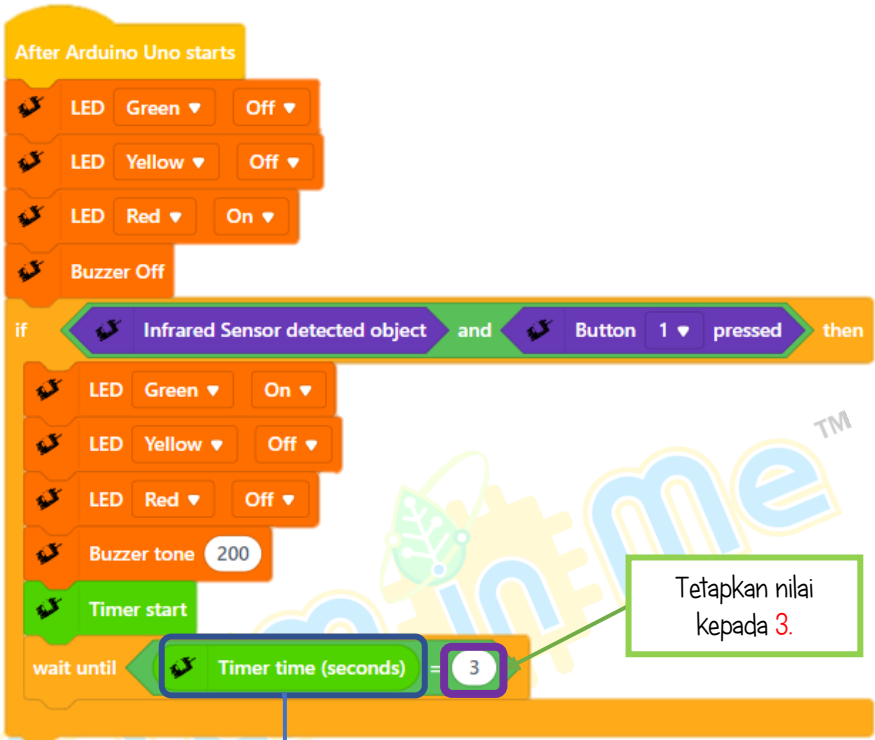 After Arduino Uno starts
LED Green Off
LED Yellow Off
LED Red On
Buzzer Off
if Infrared Sensor detected object and Button 1 pressed then
LED Green On
LED Yellow Off
LED Red Off
Buzzer tone 200
Timer start
wait until Timer time (seconds) = 3
Tetapkan nilai
kepada 3.
in me TM